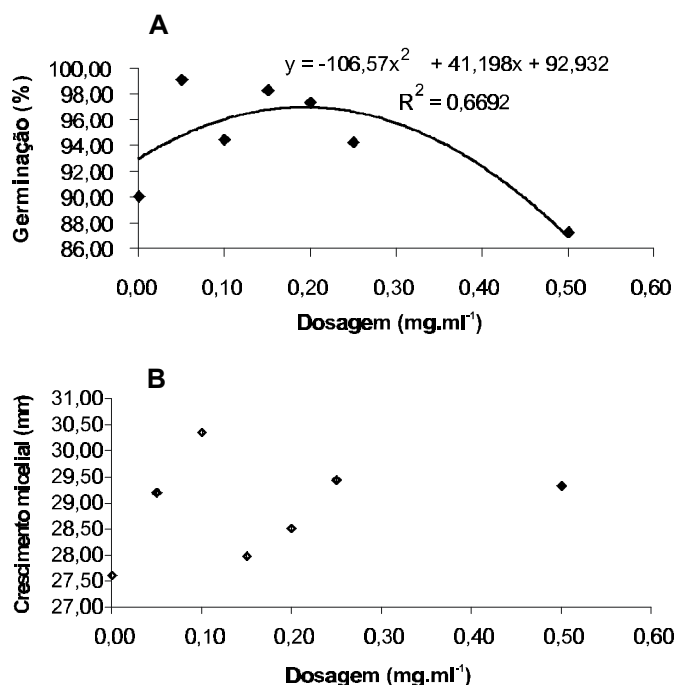 A
y = -106,57x² + 41,198x + 92,932
R² = 0,6692
Germinação (%)
100,00
98,00
96,00
94,00
92,00
90,00
88,00
86,00
0,00 0,10 0,20 0,30 0,40 0,50 0,60
Dosagem (mg.ml⁻¹)
B
Crescimento micelial (mm)
31,00
30,50
30,00
29,50
29,00
28,50
28,00
27,50
27,00
0,00 0,10 0,20 0,30 0,40 0,50 0,60
Dosagem (mg.ml⁻¹)